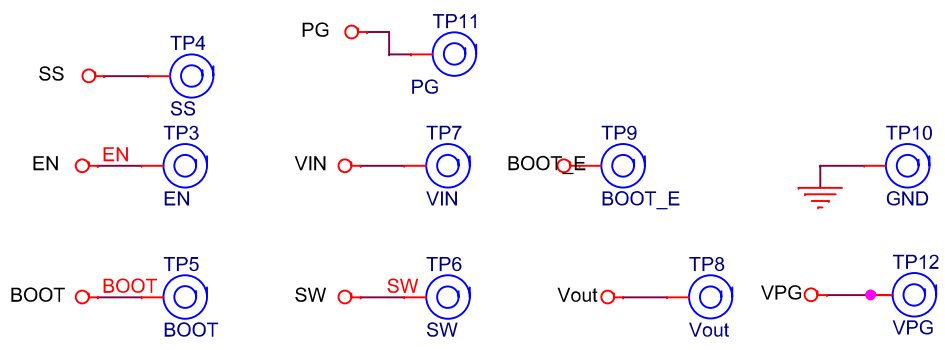 PG
TP11
PG
TP4
SS
SS
TP3
EN
EN
EN
TP7
VIN
VIN
TP9
BOOT_E
BOOT_E
TP10
GND
TP5
BOOT
BOOT
BOOT
TP6
SW
SW
SW
TP8
Vout
Vout
TP12
VPG
VPG